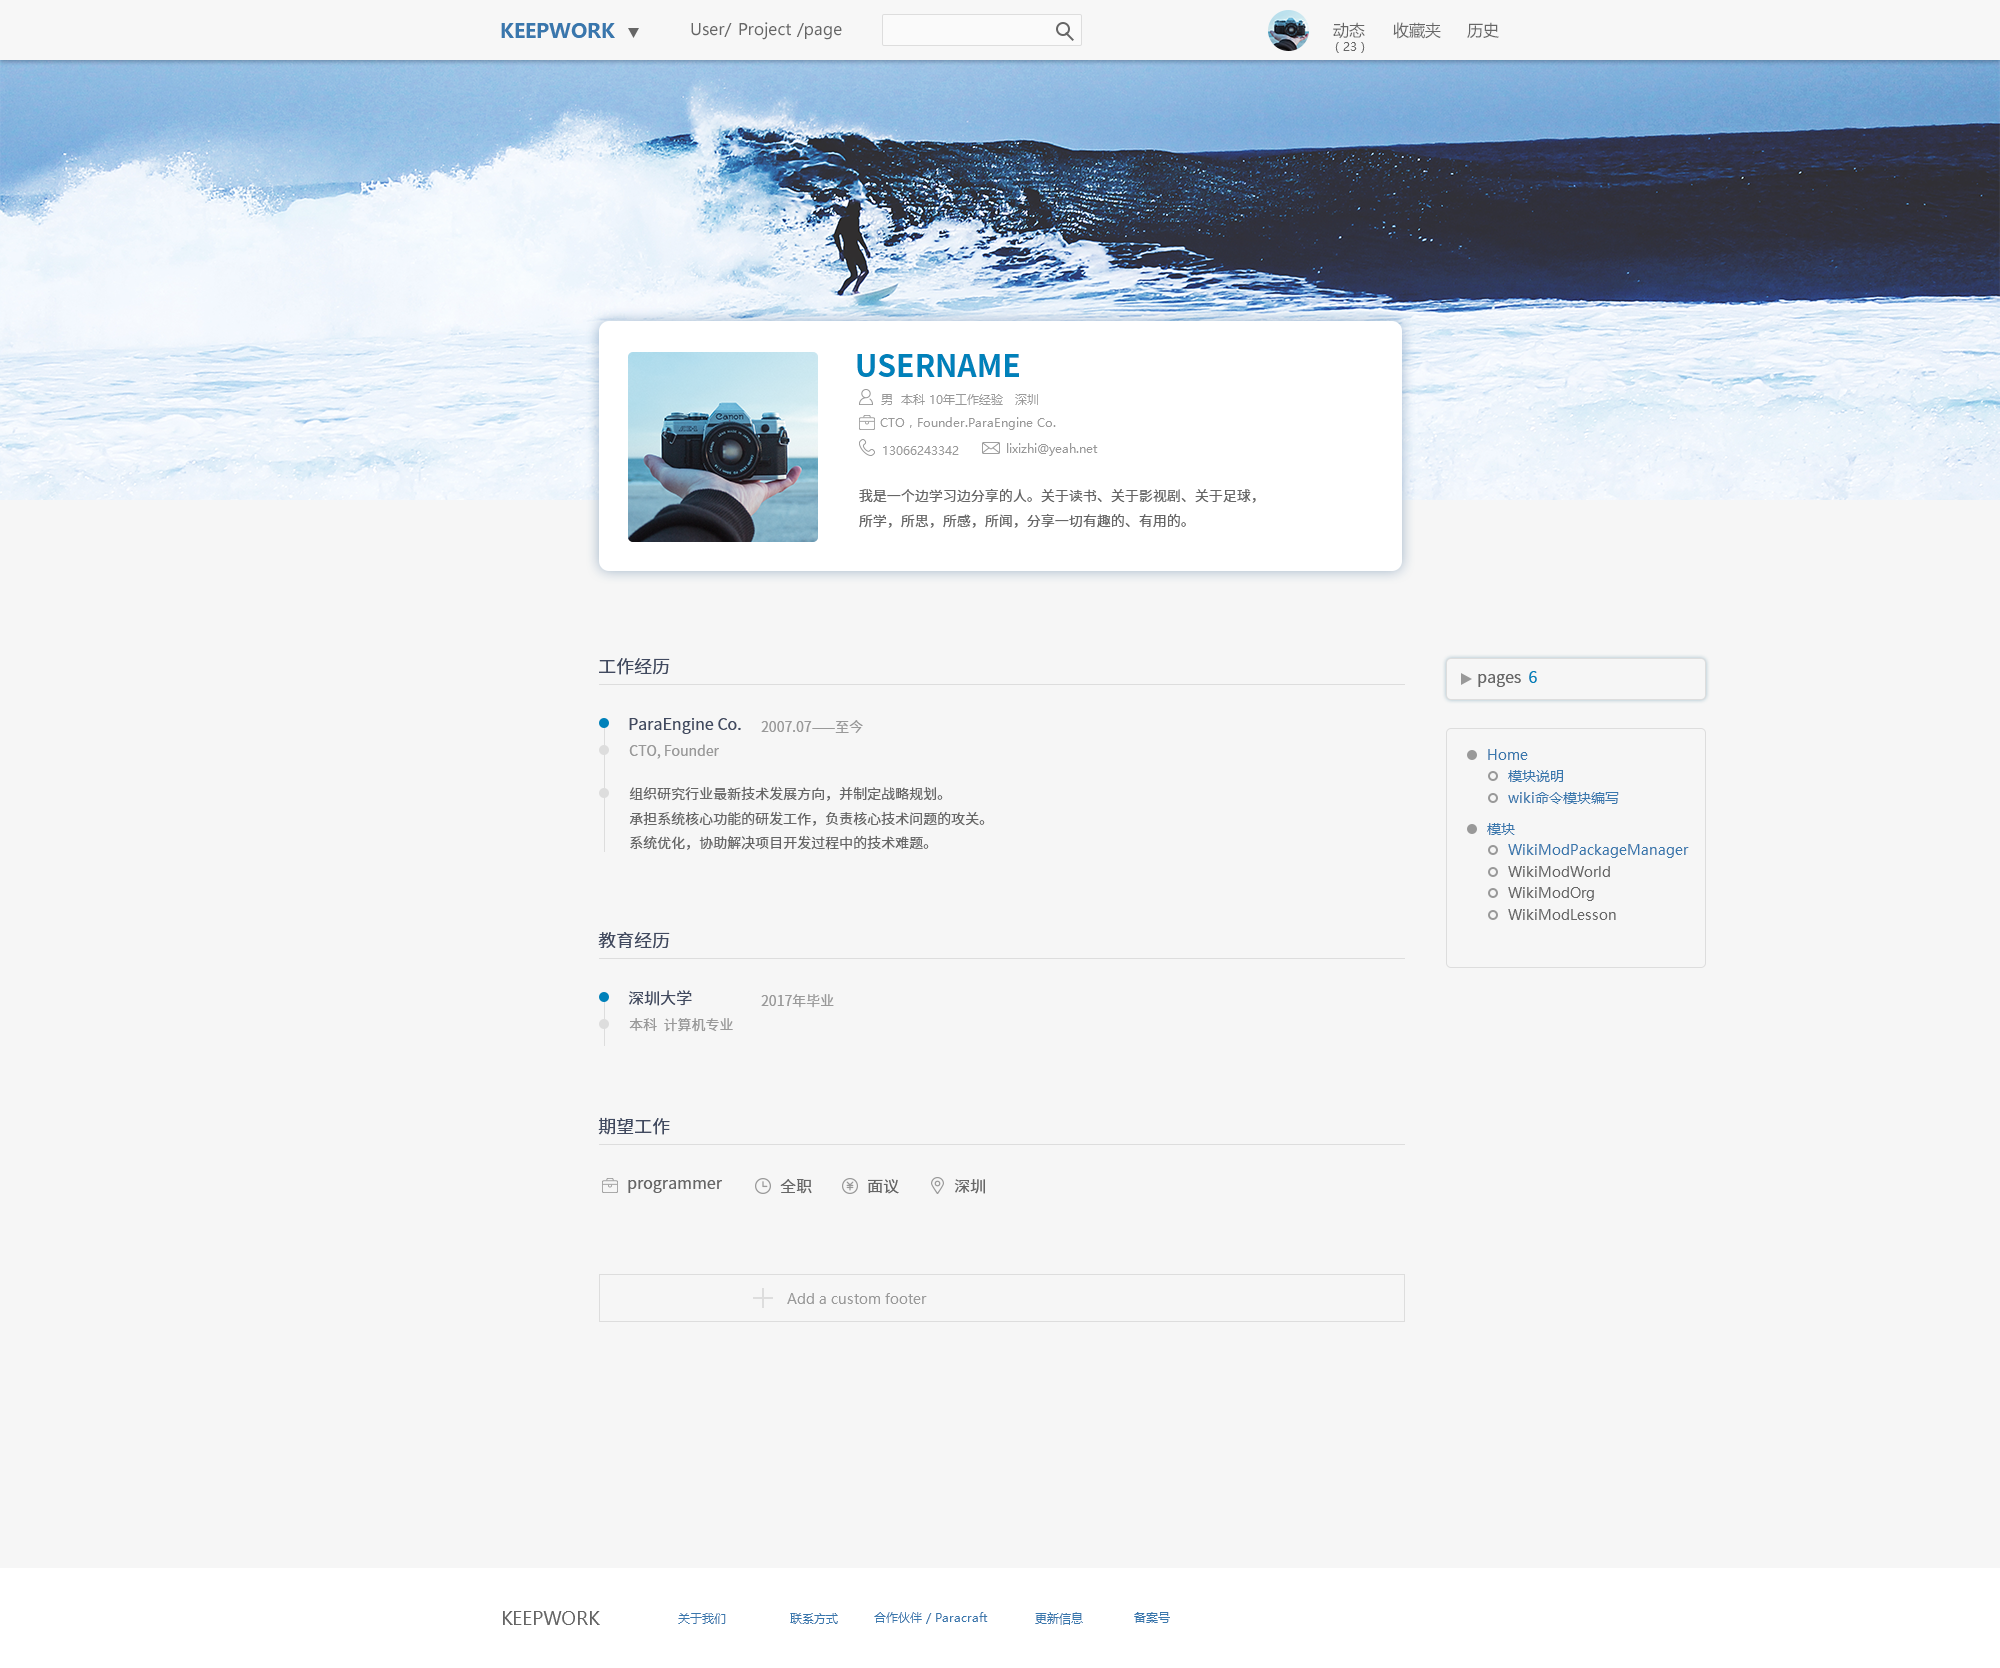 KEEPWORK ▼
User/ Project /page
动态
( 23 )
收藏夹
历史
USERNAME
男 本科 10年工作经验 深圳
CTO , Founder.ParaEngine Co.
13066243342 lixizhi@yeah.net
我是一个边学习边分享的人。关于读书、关于影视剧、关于足球，
所学，所思，所感，所闻，分享一切有趣的、有用的。
Canon
工作经历
ParaEngine Co. 2007.07——至今
CTO, Founder
组织研究行业最新技术发展方向，并制定战略规划。
承担系统核心功能的研发工作，负责核心技术问题的攻关。
系统优化，协助解决项目开发过程中的技术难题。
教育经历
深圳大学 2017年毕业
本科 计算机专业
期望工作
programmer 全职 面议 深圳
Add a custom footer
pages 6
Home
模块说明
wiki命令模块编写
模块
WikiModPackageManager
WikiModWorld
WikiModOrg
WikiModLesson
KEEPWORK 关于我们 联系方式 合作伙伴 / Paracraft 更新信息 备案号